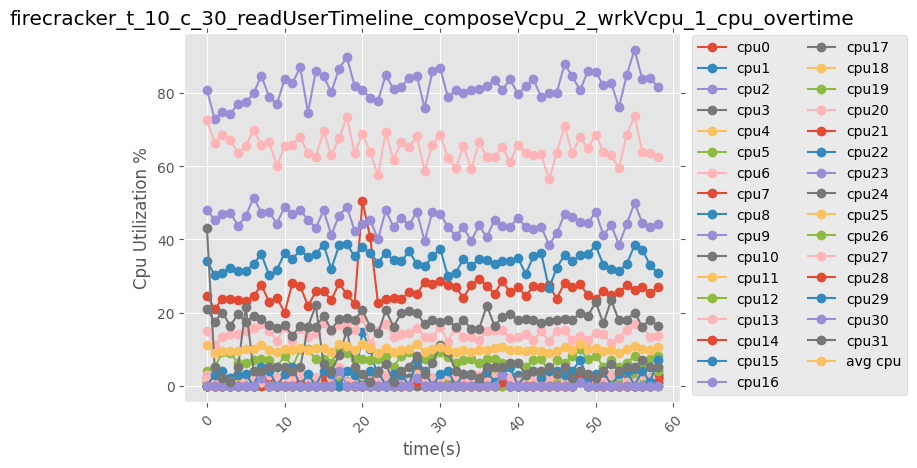 firecracker_t_10_c_30_readUserTimeline_composeVcpu_2_wrkVcpu_1_cpu_overtime
Cpu Utilization %
80
60
40
20
0
0
10
20
30
40
50
60
time(s)
cpu0
cpu1
cpu2
cpu3
cpu4
cpu5
cpu6
cpu7
cpu8
cpu9
cpu10
cpu11
cpu12
cpu13
cpu14
cpu15
cpu16
cpu17
cpu18
cpu19
cpu20
cpu21
cpu22
cpu23
cpu24
cpu25
cpu26
cpu27
cpu28
cpu29
cpu30
cpu31
avg cpu